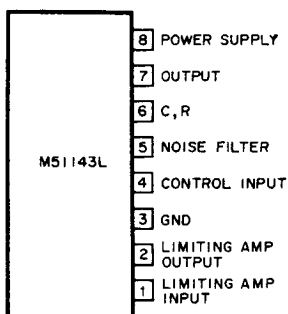 M51143L
8 POWER SUPPLY
7 OUTPUT
6 C,R
5 NOISE FILTER
4 CONTROL INPUT
3 GND
2 LIMITING AMP
OUTPUT
1 LIMITING AMP
INPUT